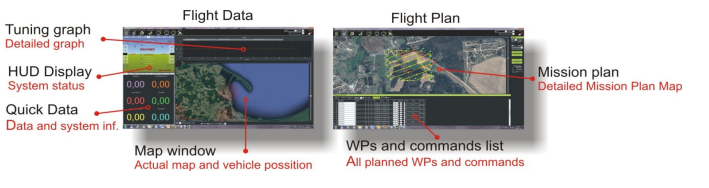 Flight Data
Flight Plan
Tuning graph
Detailed graph
HUD Display
System status
Quick Data
Data and system inf.
Map window
Actual map and vehicle possition
Mission plan
Detailed Mission Plan Map
WPs and commands list
All planned WPs and commands
0,00 0,00
0,00 0,00
0,00 0,00